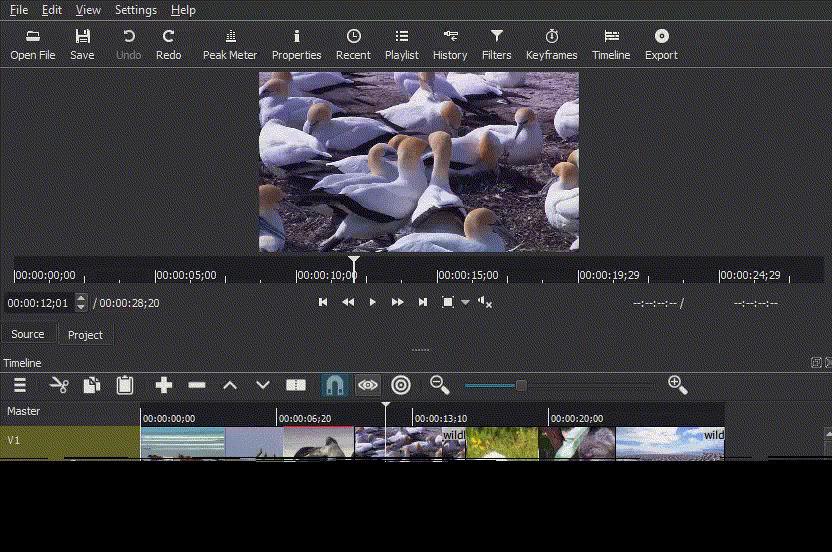 File Edit View Settings Help
Open File Save Undo Redo Peak Meter Properties Recent Playlist History Filters Keyframes Timeline Export
00:00:00;00 00:00:05;00 00:00:10;00 00:00:15;00 00:00:19;29 00:00:24;29
00:00:12;01 / 00:00:28;20 --:--:--:-- / --:--:--:--
Source Project
Timeline
Master 00:00:00;00 00:00:06;20 00:00:13;10 00:00:20;00
V1 wildl wid